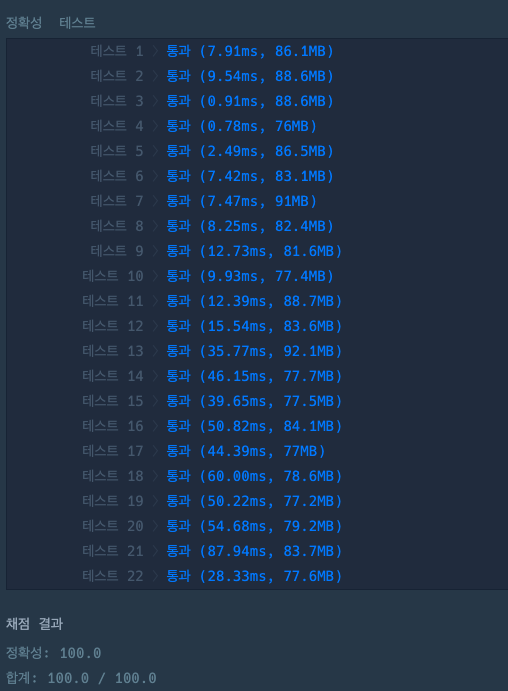 정확성 테스트
테스트 1 〉 통과 (7.91ms, 86.1MB)
테스트 2 〉 통과 (9.54ms, 88.6MB)
테스트 3 〉 통과 (0.91ms, 88.6MB)
테스트 4 〉 통과 (0.78ms, 76MB)
테스트 5 〉 통과 (2.49ms, 86.5MB)
테스트 6 〉 통과 (7.42ms, 83.1MB)
테스트 7 〉 통과 (7.47ms, 91MB)
테스트 8 〉 통과 (8.25ms, 82.4MB)
테스트 9 〉 통과 (12.73ms, 81.6MB)
테스트 10 〉 통과 (9.93ms, 77.4MB)
테스트 11 〉 통과 (12.39ms, 88.7MB)
테스트 12 〉 통과 (15.54ms, 83.6MB)
테스트 13 〉 통과 (35.77ms, 92.1MB)
테스트 14 〉 통과 (46.15ms, 77.7MB)
테스트 15 〉 통과 (39.65ms, 77.5MB)
테스트 16 〉 통과 (50.82ms, 84.1MB)
테스트 17 〉 통과 (44.39ms, 77MB)
테스트 18 〉 통과 (60.00ms, 78.6MB)
테스트 19 〉 통과 (50.22ms, 77.2MB)
테스트 20 〉 통과 (54.68ms, 79.2MB)
테스트 21 〉 통과 (87.94ms, 83.7MB)
테스트 22 〉 통과 (28.33ms, 77.6MB)
채점 결과
정확성: 100.0
합계: 100.0 / 100.0